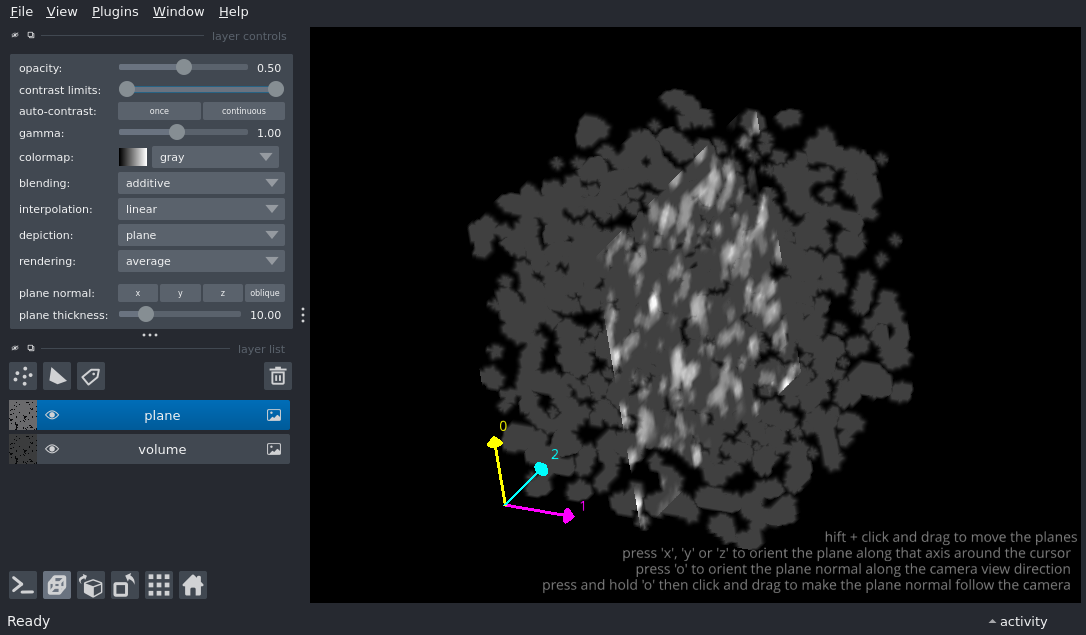 File View Plugins Window Help
layer controls
opacity: 0.50
contrast limits:
auto-contrast: once continuous
gamma: 1.00
colormap: gray
blending: additive
interpolation: linear
depiction: plane
rendering: average
plane normal: x y z oblique
plane thickness: 10.00
layer list
plane
volume
0
2
1
hift + click and drag to move the planes
press 'x', 'y' or 'z' to orient the plane along that axis around the cursor
press 'o' to orient the plane normal along the camera view direction
press and hold 'o' then click and drag to make the plane normal follow the camera
Ready
activity